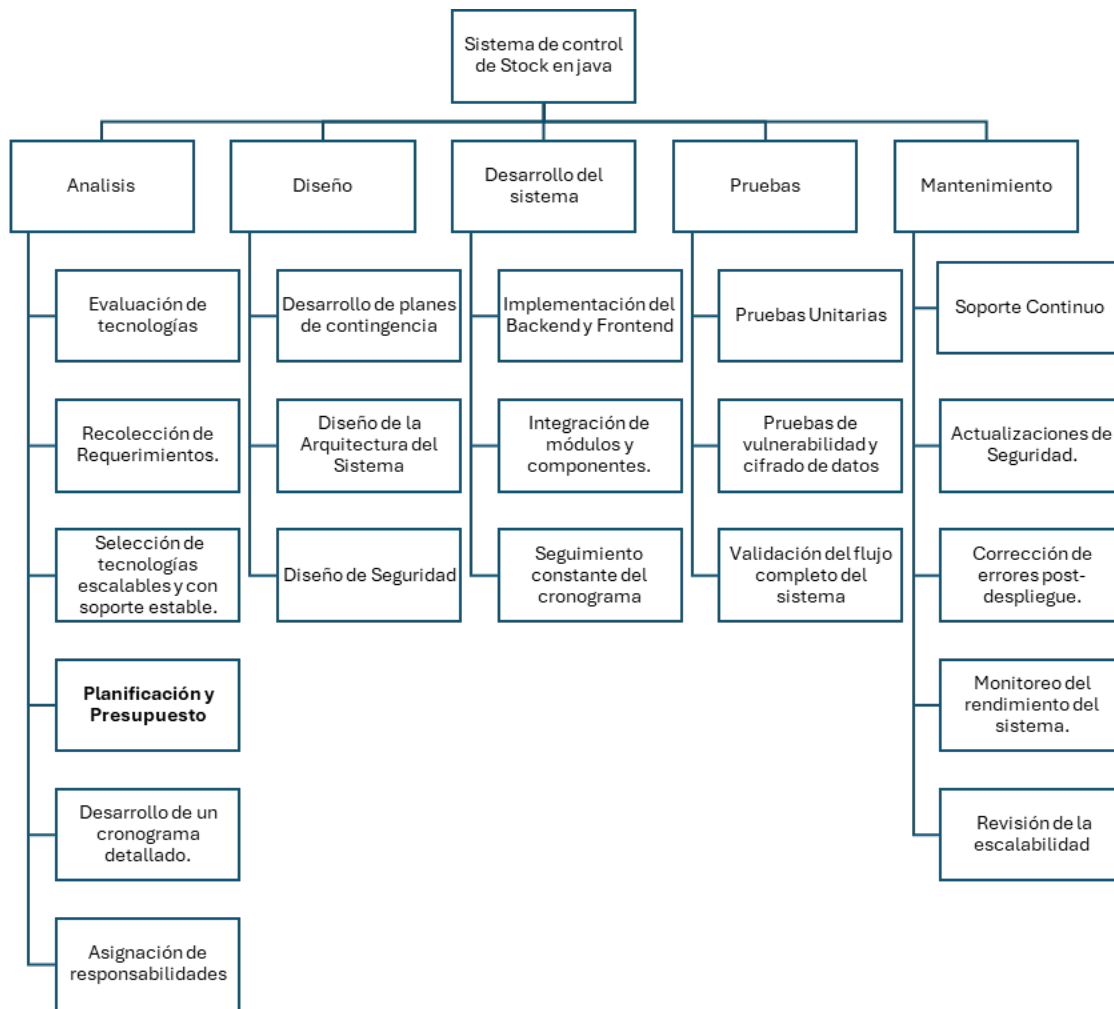 Sistema de control
de Stock en java
Analisis
Diseño
Desarrollo del
sistema
Pruebas
Mantenimiento
Evaluación de
tecnologías
Recolección de
Requerimientos.
Selección de
tecnologías
escalables y con
soporte estable.
Planificación y
Presupuesto
Desarrollo de un
cronograma
detallado.
Asignación de
responsabilidades
Desarrollo de planes
de contingencia
Diseño de la
Arquitectura del
Sistema
Diseño de Seguridad
Implementación del
Backend y Frontend
Integración de
módulos y
componentes.
Seguimiento
constante del
cronograma
Pruebas Unitarias
Pruebas de
vulnerabilidad y
cifrado de datos
Validación del flujo
completo del
sistema
Soporte Continuo
Actualizaciones de
Seguridad.
Corrección de
errores post-
despliegue.
Monitoreo del
rendimiento del
sistema.
Revisión de la
escalabilidad